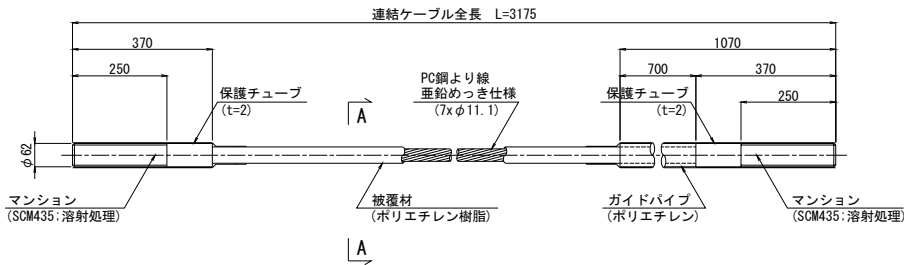 連結ケーブル全長 L=3175
370
1070
250
700
370
250
保護チューブ
(t=2)
A
PC鋼より線
亜鉛めっき仕様
(7xφ11.1)
保護チューブ
(t=2)
φ62
マンション
(SCM435;溶射処理)
被覆材
(ポリエチレン樹脂)
ガイドパイプ
(ポリエチレン)
マンション
(SCM435;溶射処理)
A